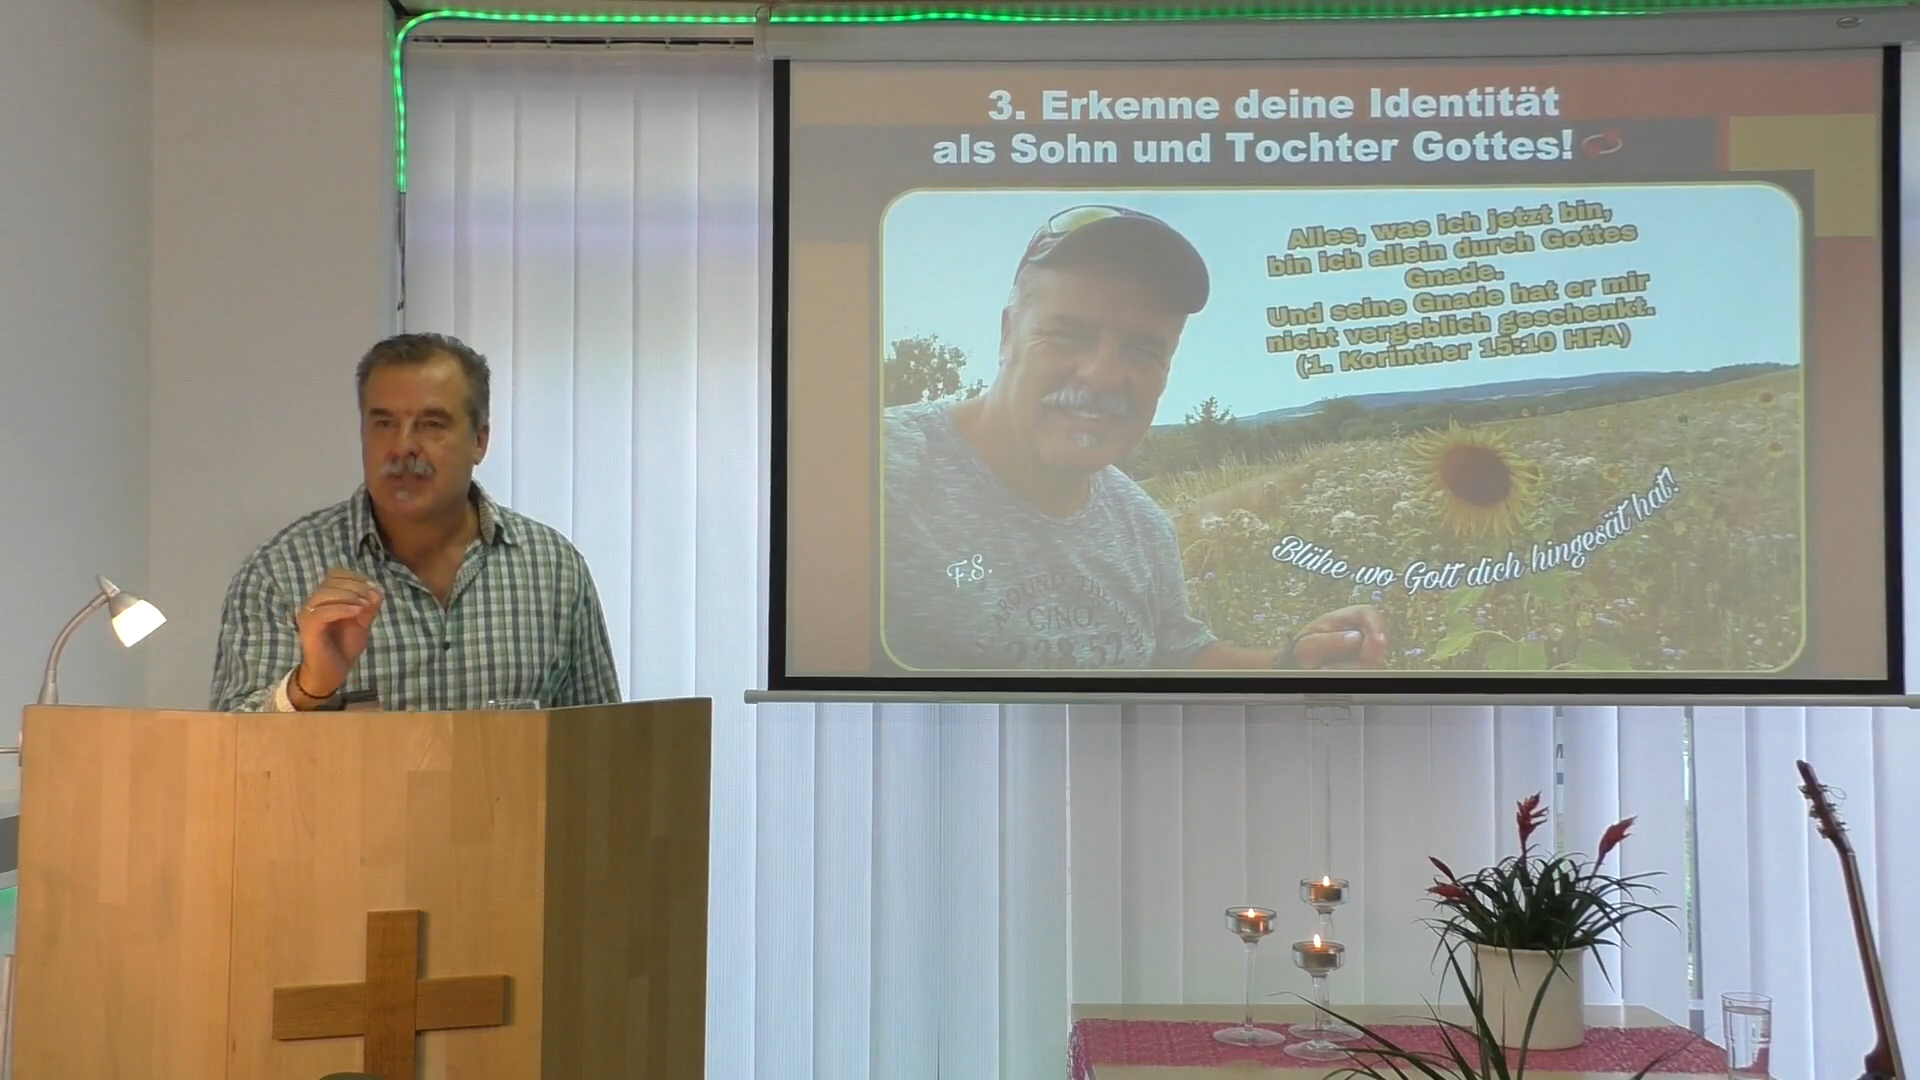 3. Erkenne deine Identität
als Sohn und Tochter Gottes!
Alles, was ich jetzt bin,
bin ich allein durch Gottes
Gnade.
Und seine Gnade hat er mir
nicht vergeblich geschenkt.
(1. Korinther 15:10 HFA)
Blühe wo Gott dich hingesät hat!
F.S.
AROUND THE